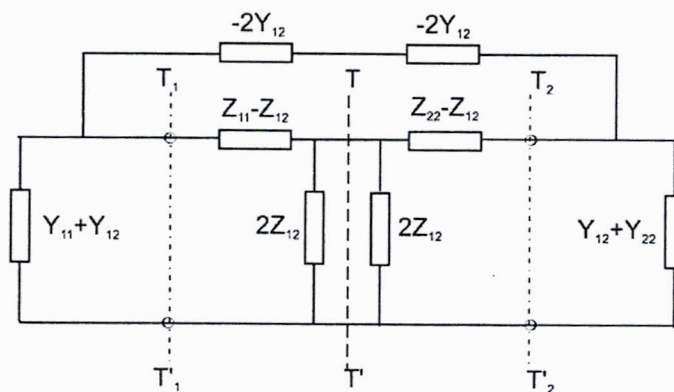 -2Y₁₂ -2Y₁₂
T₁ T T₂
Z₁₁-Z₁₂ Z₂₂-Z₁₂
Y₁₁+Y₁₂ 2Z₁₂ 2Z₁₂ Y₁₂+Y₂₂
T'₁ T' T'₂